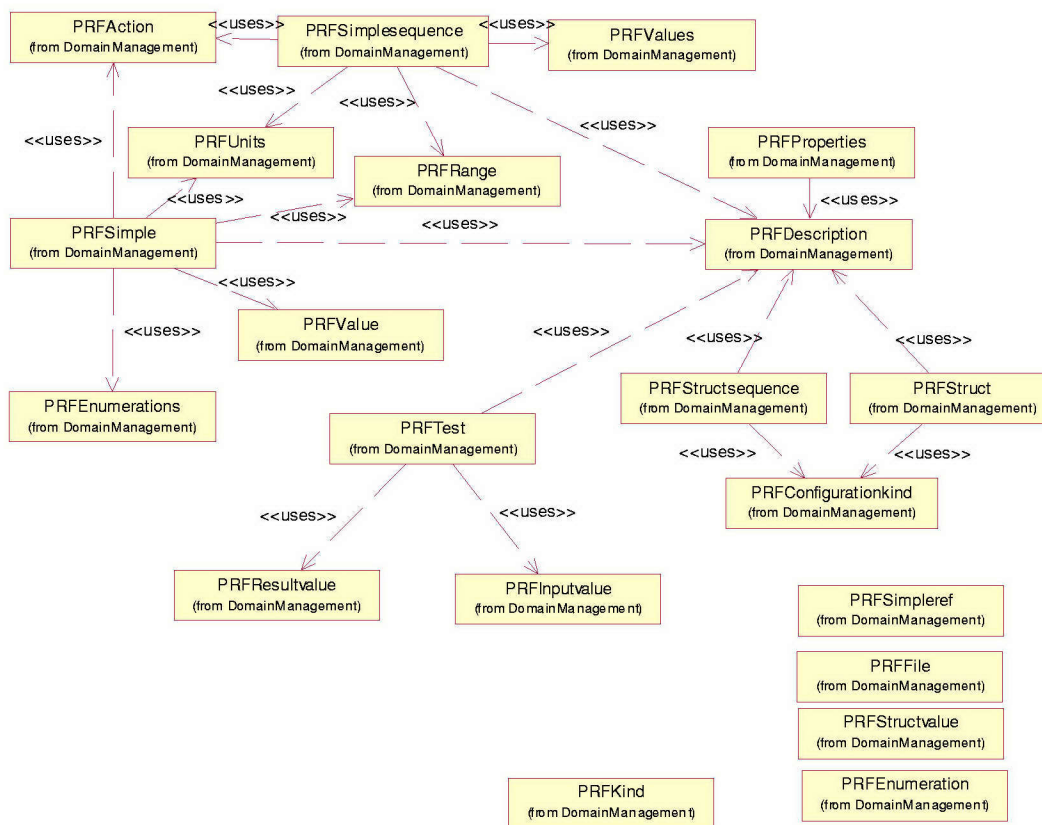 PRFAction
(from DomainManagement)
<<uses>>
PRFSimplesequence
(from DomainManagement)
<<uses>>
PRFValues
(from DomainManagement)
<<uses>>
<<uses>>
<<uses>>
<<uses>>
PRFUnits
(from DomainManagement)
PRFRange
(from DomainManagement)
PRFProperties
(from DomainManagement)
<<uses>>
<<uses>>
PRFSimple
(from DomainManagement)
<<uses>>
PRFDescription
(from DomainManagement)
<<uses>>
<<uses>>
PRFValue
(from DomainManagement)
<<uses>>
<<uses>>
<<uses>>
PRFEnumerations
(from DomainManagement)
PRFTest
(from DomainManagement)
PRFStructsequence
(from DomainManagement)
PRFStruct
(from DomainManagement)
<<uses>>
<<uses>>
PRFConfigurationkind
(from DomainManagement)
<<uses>>
<<uses>>
PRFResultvalue
(from DomainManagement)
PRFInputvalue
(from DomainManagement)
PRFSimpleref
(from DomainManagement)
PRFFile
(from DomainManagement)
PRFStructvalue
(from DomainManagement)
PRFKind
(from DomainManagement)
PRFEnumeration
(from DomainManagement)